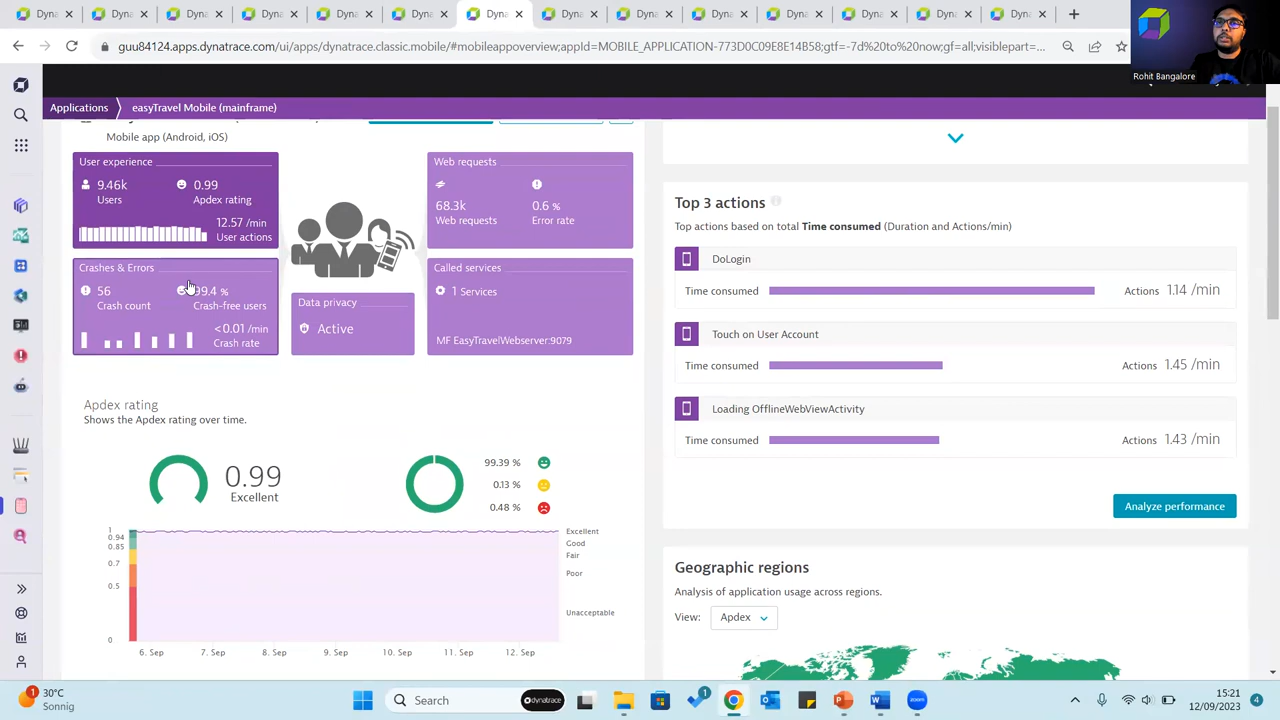 Dyna
Dyna
Dyna
Dyna
Dyna
Dyna
Dyna
Dyna
Dyna
Dyna
Dyna
Dyna
Dyna
Dyna
guu84124.apps.dynatrace.com/ui/apps/dynatrace.classic.mobile/#mobileappoverview;appId=MOBILE_APPLICATION-773D0C09E8E14B58;gtf=-7d%20to%20now;gf=all;visiblepart=...
Rohit Bangalore
Applications
easyTravel Mobile (mainframe)
Mobile app (Android, iOS)
User experience
9.46k
Users
0.99
Apdex rating
12.57 /min
User actions
Web requests
68.3k
Web requests
0.6 %
Error rate
Crashes & Errors
56
Crash count
99.4 %
Crash-free users
<0.01 /min
Crash rate
Data privacy
Active
Called services
1 Services
MF EasyTravelWebserver:9079
Apdex rating
Shows the Apdex rating over time.
0.99
Excellent
99.39 %
0.13 %
0.48 %
1
0.94
0.85
0.7
0.5
0
Excellent
Good
Fair
Poor
Unacceptable
6. Sep
7. Sep
8. Sep
9. Sep
10. Sep
11. Sep
12. Sep
Top 3 actions
Top actions based on total Time consumed (Duration and Actions/min)
DoLogin
Time consumed
Actions 1.14 /min
Touch on User Account
Time consumed
Actions 1.45 /min
Loading OfflineWebViewActivity
Time consumed
Actions 1.43 /min
Analyze performance
Geographic regions
Analysis of application usage across regions.
View: Apdex
1
30°C
Sonnig
Search
dynatrace
1
zoom
15:21
12/09/2023
4